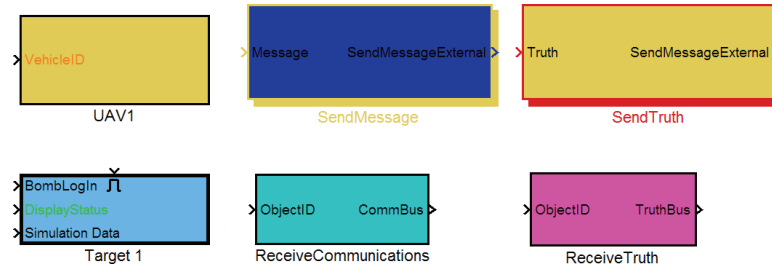 VehicleID
UAV1
Message SendMessageExternal
SendMessage
Truth SendMessageExternal
SendTruth
BombLogIn
DisplayStatus
Simulation Data
Target 1
ObjectID CommBus
ReceiveCommunications
ObjectID TruthBus
ReceiveTruth